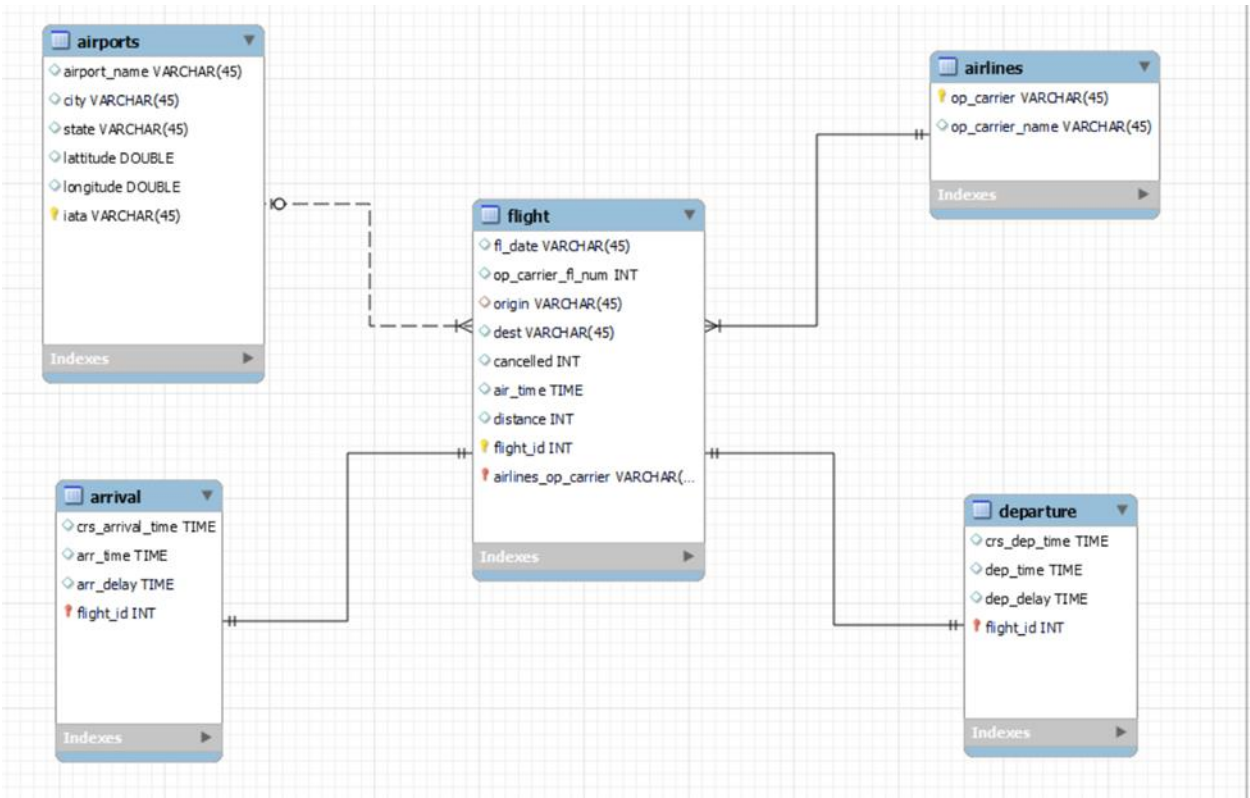 airports
airport_name VARCHAR(45)
city VARCHAR(45)
state VARCHAR(45)
lattitude DOUBLE
longitude DOUBLE
iata VARCHAR(45)
Indexes
airlines
op_carrier VARCHAR(45)
op_carrier_name VARCHAR(45)
Indexes
flight
fl_date VARCHAR(45)
op_carrier_fl_num INT
origin VARCHAR(45)
dest VARCHAR(45)
cancelled INT
air_time TIME
distance INT
flight_id INT
airlines_op_carrier VARCHAR(...
Indexes
arrival
crs_arrival_time TIME
arr_time TIME
arr_delay TIME
flight_id INT
Indexes
departure
crs_dep_time TIME
dep_time TIME
dep_delay TIME
flight_id INT
Indexes